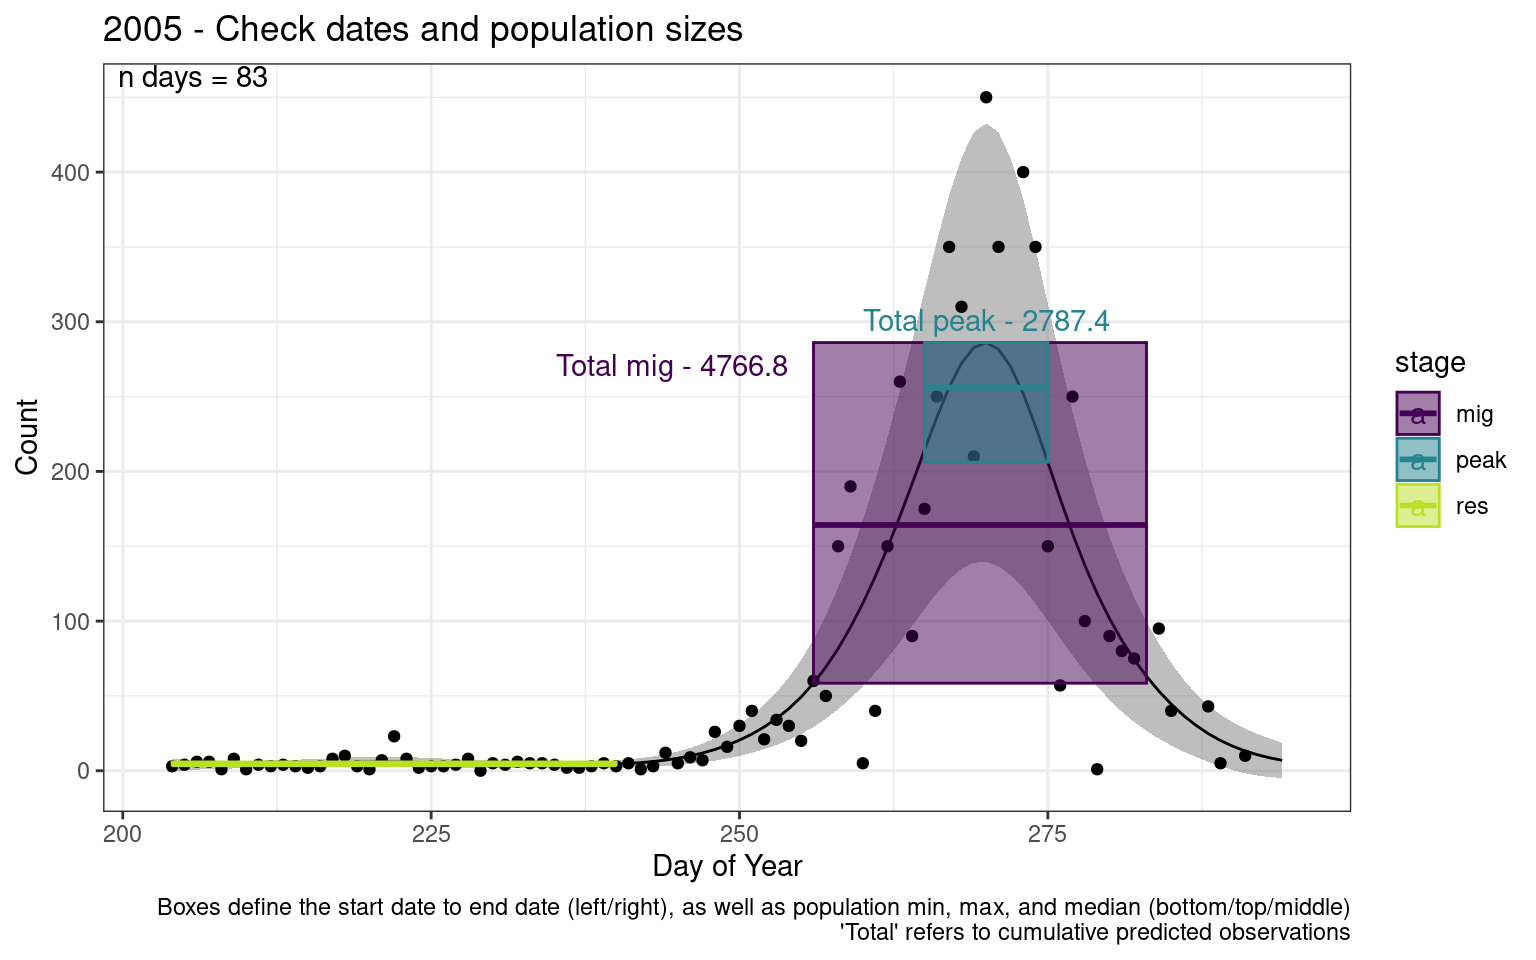 2005 - Check dates and population sizes
n days = 83
400
300
200
100
0
Count
Total peak - 2787.4
Total mig - 4766.8
200
225
250
275
Day of Year
stage
a mig
a peak
a res
Boxes define the start date to end date (left/right), as well as population min, max, and median (bottom/top/middle)
'Total' refers to cumulative predicted observations